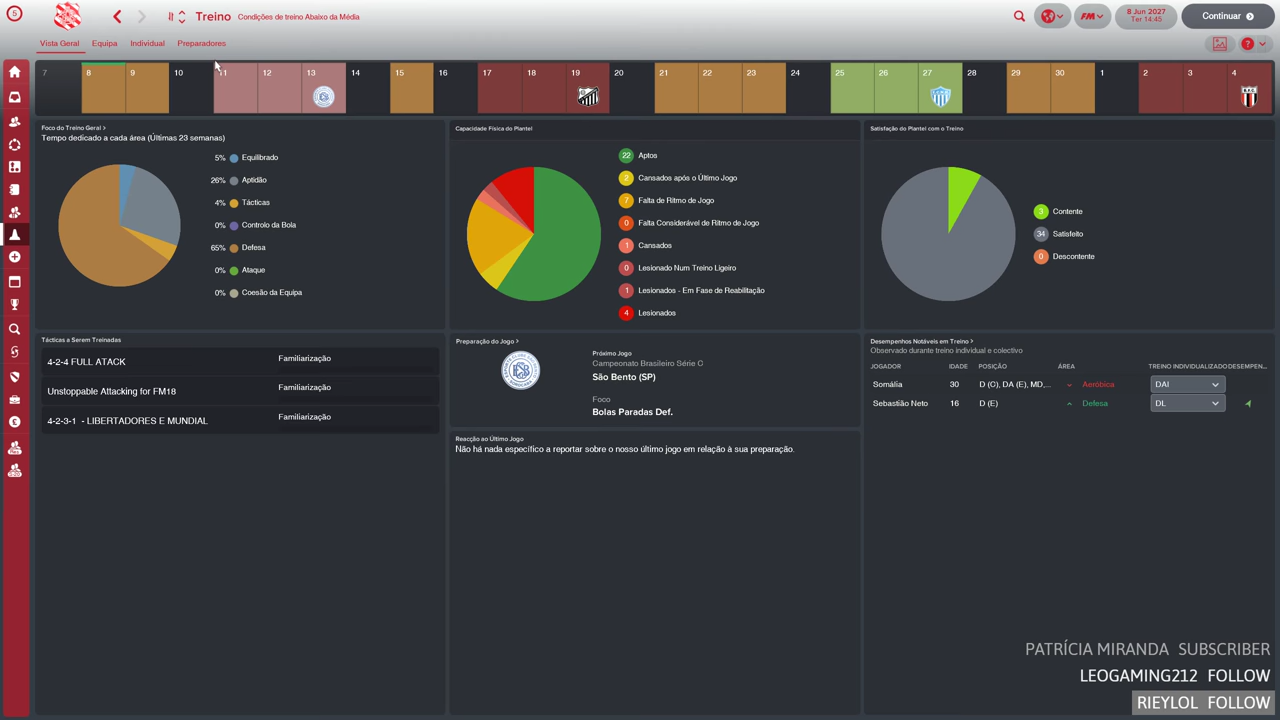 5
Treino Condições de treino Abaixo da Média
FM
8 Jun 2027
Ter 14:45
Continuar
Vista Geral Equipa Individual Preparadores
?
7 8 9 10 11 12 13 14 15 16 17 18 19 20 21 22 23 24 25 26 27 28 29 30 1 2 3 4
Foco do Treino Geral >
Tempo dedicado a cada área (Últimas 23 semanas)
5% Equilibrado
26% Aptidão
4% Tácticas
0% Controlo da Bola
65% Defesa
0% Ataque
0% Coesão da Equipa
Capacidade Física do Plantel
22 Aptos
2 Cansados após o Último Jogo
7 Falta de Ritmo de Jogo
0 Falta Considerável de Ritmo de Jogo
1 Cansados
0 Lesionado Num Treino Ligeiro
1 Lesionados - Em Fase de Reabilitação
4 Lesionados
Satisfação do Plantel com o Treino
3 Contente
34 Satisfeito
0 Descontente
Tácticas a Serem Treinadas
4-2-4 FULL ATACK Familiarização
Unstoppable Attacking for FM18 Familiarização
4-2-3-1 - LIBERTADORES E MUNDIAL Familiarização
Preparação do Jogo >
Próximo Jogo
Campeonato Brasileiro Série C
São Bento (SP)
Foco
Bolas Paradas Def.
Reacção ao Último Jogo
Não há nada específico a reportar sobre o nosso último jogo em relação à sua preparação.
Desempenhos Notáveis em Treino >
Observado durante treino individual e colectivo
JOGADOR IDADE POSIÇÃO ÁREA TREINO INDIVIDUALIZADO DESEMPEN...
Somália 30 D (C), DA (E), MD,... Aeróbica DAI
Sebastião Neto 16 D (E) Defesa DL
PATRÍCIA MIRANDA SUBSCRIBER
LEOGAMING212 FOLLOW
RIEYLOL FOLLOW